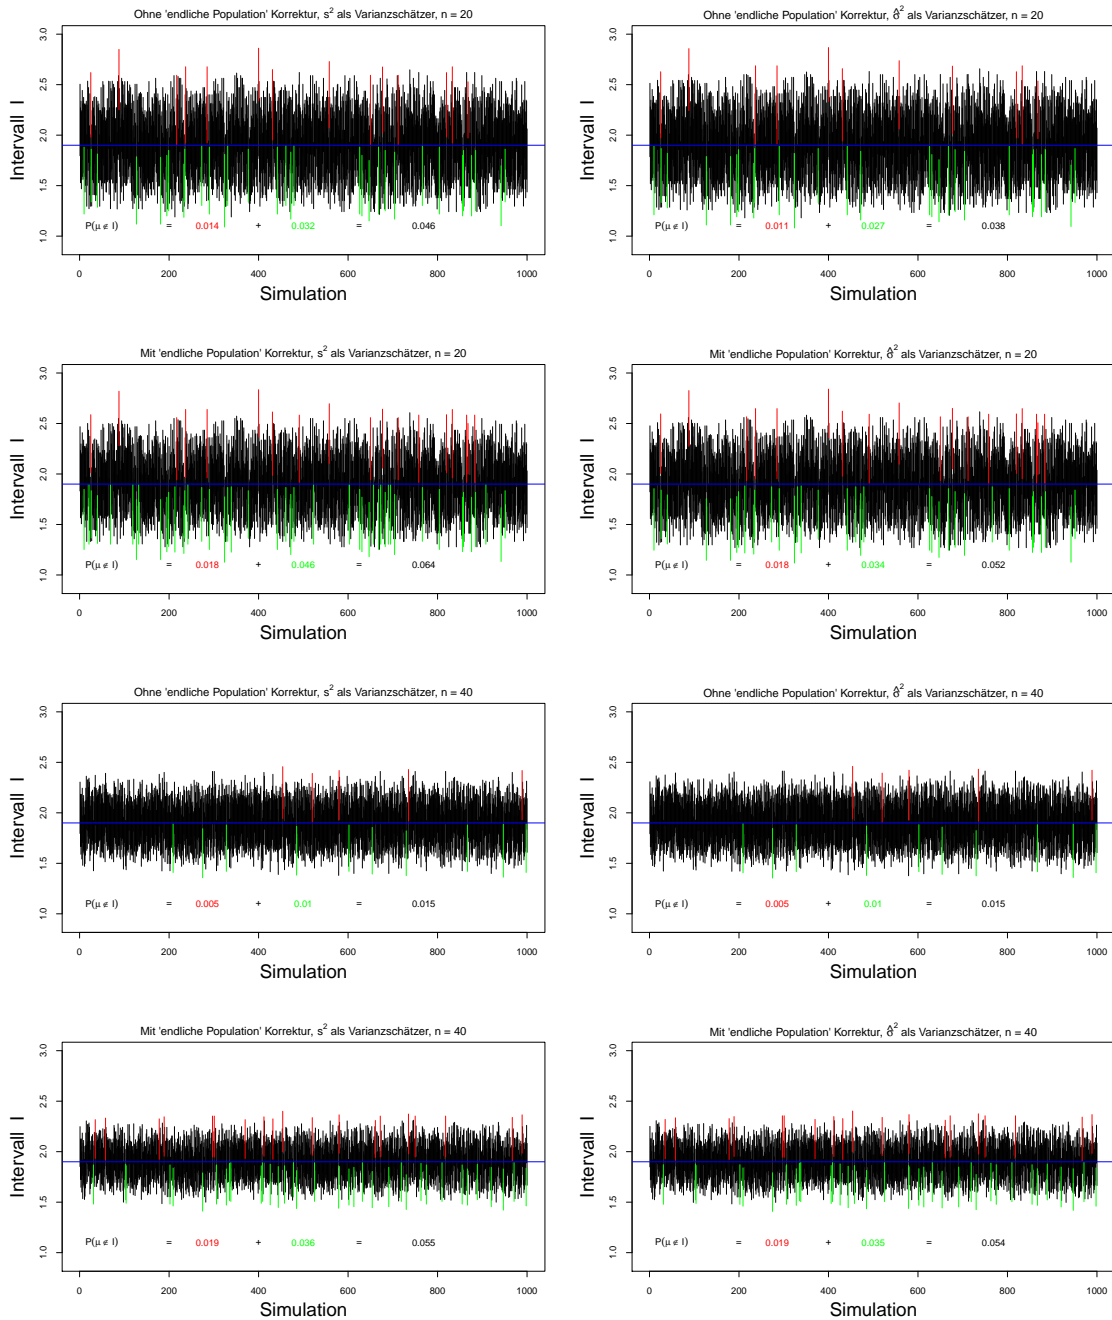 Ohne 'endliche Population' Korrektur, s² als Varianzschätzer, n = 20
Intervall I
3.0
2.5
2.0
1.5
1.0
P(μ ∉ I) = 0.014 + 0.032 = 0.046
0 200 400 600 800 1000
Simulation
Ohne 'endliche Population' Korrektur, σ̂² als Varianzschätzer, n = 20
Intervall I
3.0
2.5
2.0
1.5
1.0
P(μ ∉ I) = 0.011 + 0.027 = 0.038
0 200 400 600 800 1000
Simulation
Mit 'endliche Population' Korrektur, s² als Varianzschätzer, n = 20
Intervall I
3.0
2.5
2.0
1.5
1.0
P(μ ∉ I) = 0.018 + 0.046 = 0.064
0 200 400 600 800 1000
Simulation
Mit 'endliche Population' Korrektur, σ̂² als Varianzschätzer, n = 20
Intervall I
3.0
2.5
2.0
1.5
1.0
P(μ ∉ I) = 0.018 + 0.034 = 0.052
0 200 400 600 800 1000
Simulation
Ohne 'endliche Population' Korrektur, s² als Varianzschätzer, n = 40
Intervall I
3.0
2.5
2.0
1.5
1.0
P(μ ∉ I) = 0.005 + 0.01 = 0.015
0 200 400 600 800 1000
Simulation
Ohne 'endliche Population' Korrektur, σ̂² als Varianzschätzer, n = 40
Intervall I
3.0
2.5
2.0
1.5
1.0
P(μ ∉ I) = 0.005 + 0.01 = 0.015
0 200 400 600 800 1000
Simulation
Mit 'endliche Population' Korrektur, s² als Varianzschätzer, n = 40
Intervall I
3.0
2.5
2.0
1.5
1.0
P(μ ∉ I) = 0.019 + 0.036 = 0.055
0 200 400 600 800 1000
Simulation
Mit 'endliche Population' Korrektur, σ̂² als Varianzschätzer, n = 40
Intervall I
3.0
2.5
2.0
1.5
1.0
P(μ ∉ I) = 0.019 + 0.035 = 0.054
0 200 400 600 800 1000
Simulation